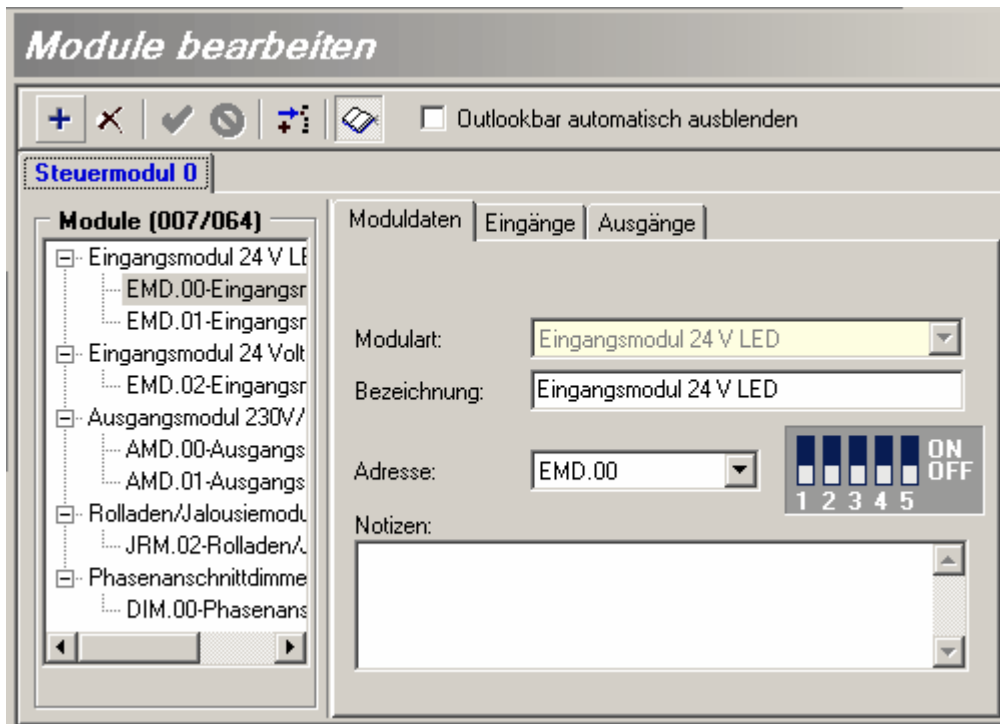 Module bearbeiten
Outlookbar automatisch ausblenden
Steuermodul 0
Module (007/064)
Eingangsmodul 24 V LE
EMD.00-Eingangsr
EMD.01-Eingangsr
Eingangsmodul 24 Volt
EMD.02-Eingangsr
Ausgangsmodul 230V/
AMD.00-Ausgangs
AMD.01-Ausgangs
Rolladen/Jalousiemodu
JRM.02-Rolladen/J
Phasenanschnittdimme
DIM.00-Phasenans
Moduldaten Eingänge Ausgänge
Modulart: Eingangsmodul 24 V LED
Bezeichnung: Eingangsmodul 24 V LED
Adresse: EMD.00
ON
OFF
1 2 3 4 5
Notizen: